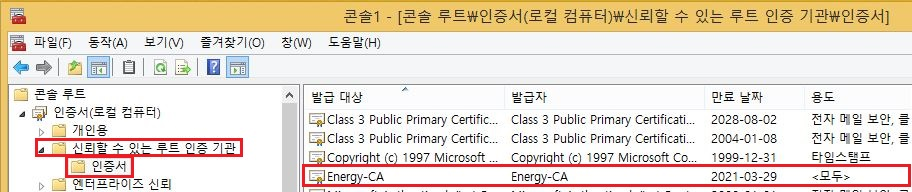 콘솔1 - [콘솔 루트₩인증서(로컬 컴퓨터)₩신뢰할 수 있는 루트 인증 기관₩인증서]
파일(F) 동작(A) 보기(V) 즐겨찾기(O) 창(W) 도움말(H)
콘솔 루트
인증서(로컬 컴퓨터)
개인용
신뢰할 수 있는 루트 인증 기관
인증서
엔터프라이즈 신뢰
발급 대상 발급자 만료 날짜 용도
Class 3 Public Primary Certific... Class 3 Public Primary Certificati... 2028-08-02 전자 메일 보안, 클
Class 3 Public Primary Certificat... Class 3 Public Primary Certificatio... 2004-01-08 전자 메일 보안, 클
Copyright (c) 1997 Microsoft C... Copyright (c) 1997 Microsoft Co... 1999-12-31 타임스탬프
Energy-CA Energy-CA 2021-03-29 <모두>